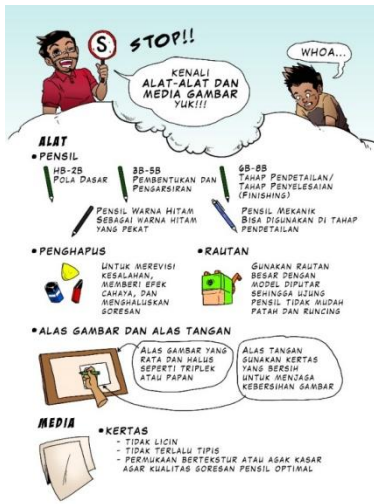 S
STOP!!
KENALI
ALAT-ALAT DAN
MEDIA GAMBAR
YUK!!!
WHOA...
ALAT
• PENSIL
HB-2B
POLA DASAR
3B-5B
PEMBENTUKAN DAN
PENGARSIRAN
6B-8B
TAHAP PENDETAILAN/
TAHAP PENYELESAIAN
(FINISHING)
PENSIL WARNA HITAM
SEBAGAI WARNA HITAM
YANG PEKAT
PENSIL MEKANIK
BISA DIGUNAKAN DI TAHAP
PENDETAILAN
• PENGHAPUS
UNTUK MEREVISI
KESALAHAN,
MEMBERI EFEK
CAHAYA, DAN
MENGHALUSKAN
GORESAN
• RAUTAN
GUNAKAN RAUTAN
BESAR DENGAN
MODEL DIPUTAR
SEHINGGA UJUNG
PENSIL TIDAK MUDAH
PATAH DAN RUNCING
• ALAS GAMBAR DAN ALAS TANGAN
ALAS GAMBAR YANG
RATA DAN HALUS
SEPERTI TRIPLEK
ATAU PAPAN
ALAS TANGAN
GUNAKAN KERTAS
YANG BERSIH
UNTUK MENJAGA
KEBERSIHAN GAMBAR
MEDIA
• KERTAS
- TIDAK LICIN
- TIDAK TERLALU TIPIS
- PERMUKAAN BERTEKSTUR ATAU AGAK KASAR
AGAR KUALITAS GORESAN PENSIL OPTIMAL